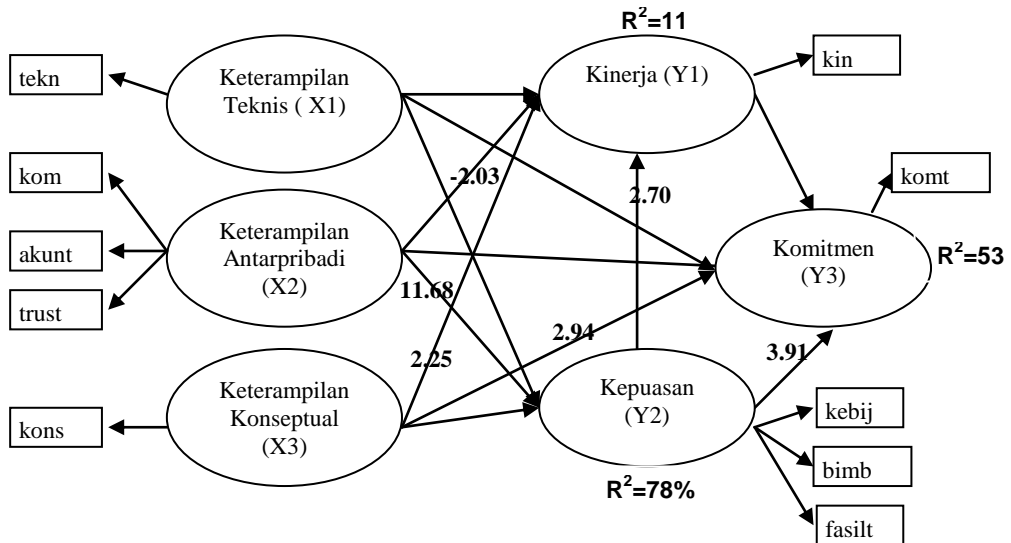 R²=11
tekn
Keterampilan
Teknis ( X1)
Kinerja (Y1)
kin
kom
akunt
trust
Keterampilan
Antarpribadi
(X2)
-2.03
2.70
komt
Komitmen
(Y3)
R²=53
11.68
2.25
2.94
3.91
kons
Keterampilan
Konseptual
(X3)
Kepuasan
(Y2)
R²=78%
kebij
bimb
fasilt